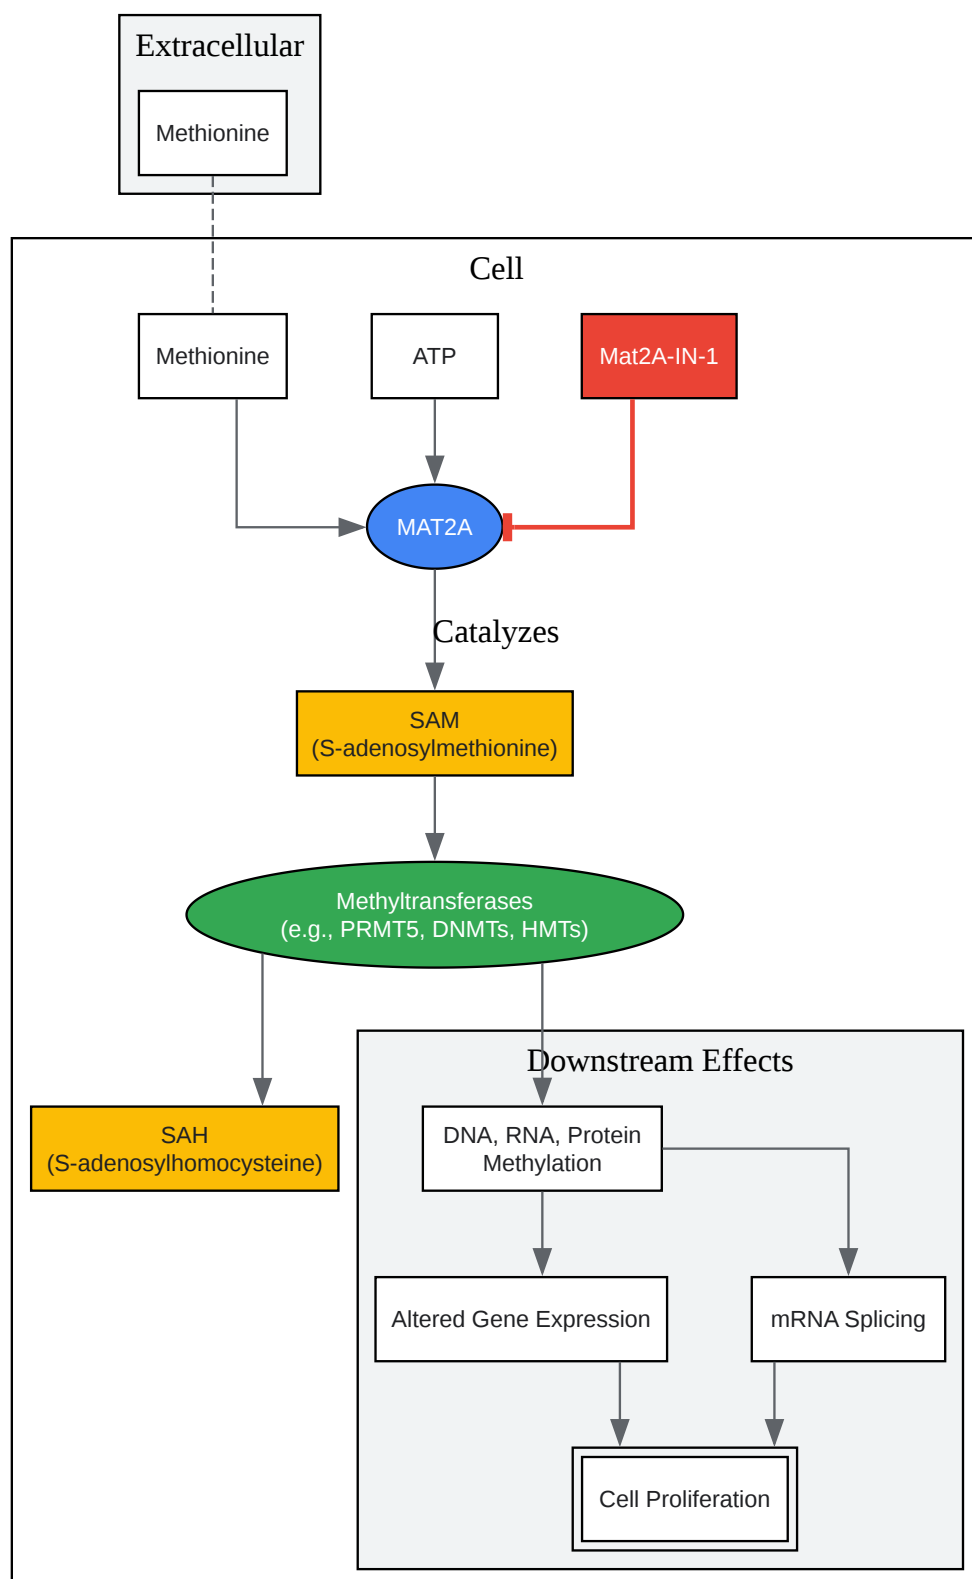 Extracellular
Methionine
Cell
Methionine
ATP
Mat2A-IN-1
MAT2A
Catalyzes
SAM
(S-adenosylmethionine)
Methyltransferases
(e.g., PRMT5, DNMTs, HMTs)
Downstream Effects
SAH
(S-adenosylhomocysteine)
DNA, RNA, Protein
Methylation
Altered Gene Expression
mRNA Splicing
Cell Proliferation